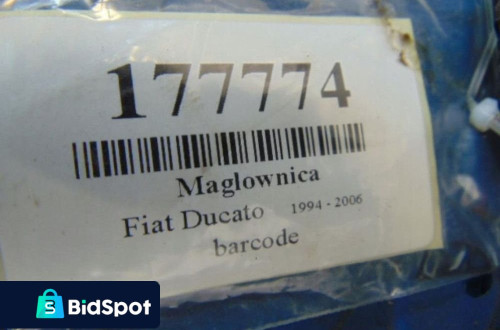 177774
Maglownica
Fiat Ducato 1994 - 2006
barcode
S BidSpot